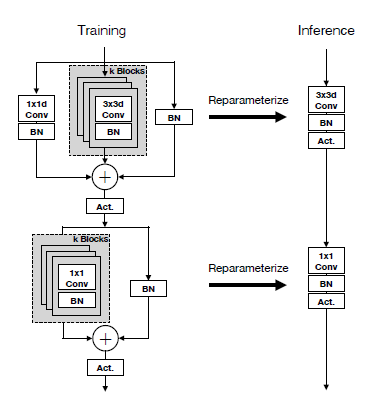 Training
Inference
k Blocks
1x1d
Conv
BN
3x3d
Conv
BN
BN
Act.
Reparameterize
3x3d
Conv
BN
Act.
k Blocks
1x1
Conv
BN
BN
Act.
Reparameterize
1x1
Conv
BN
Act.